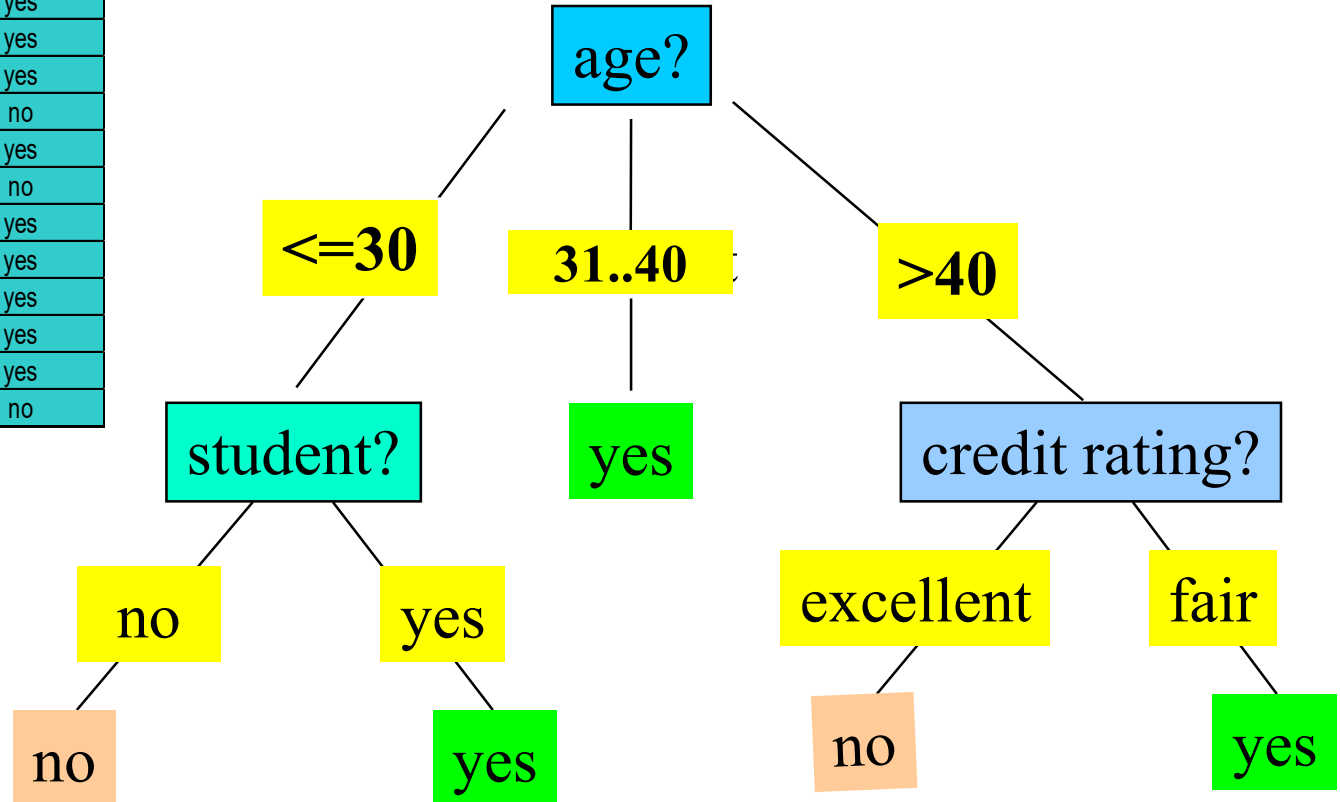 yes
yes
yes
no
yes
no
yes
yes
yes
yes
yes
no
age?
<=30
31..40
>40
student?
yes
credit rating?
no
yes
excellent
fair
no
yes
no
yes